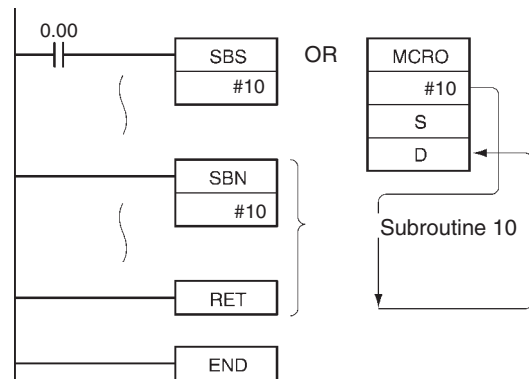 0.00
SBS OR MCRO
#10 #10
S
D
SBN
#10
Subroutine 10
RET
END